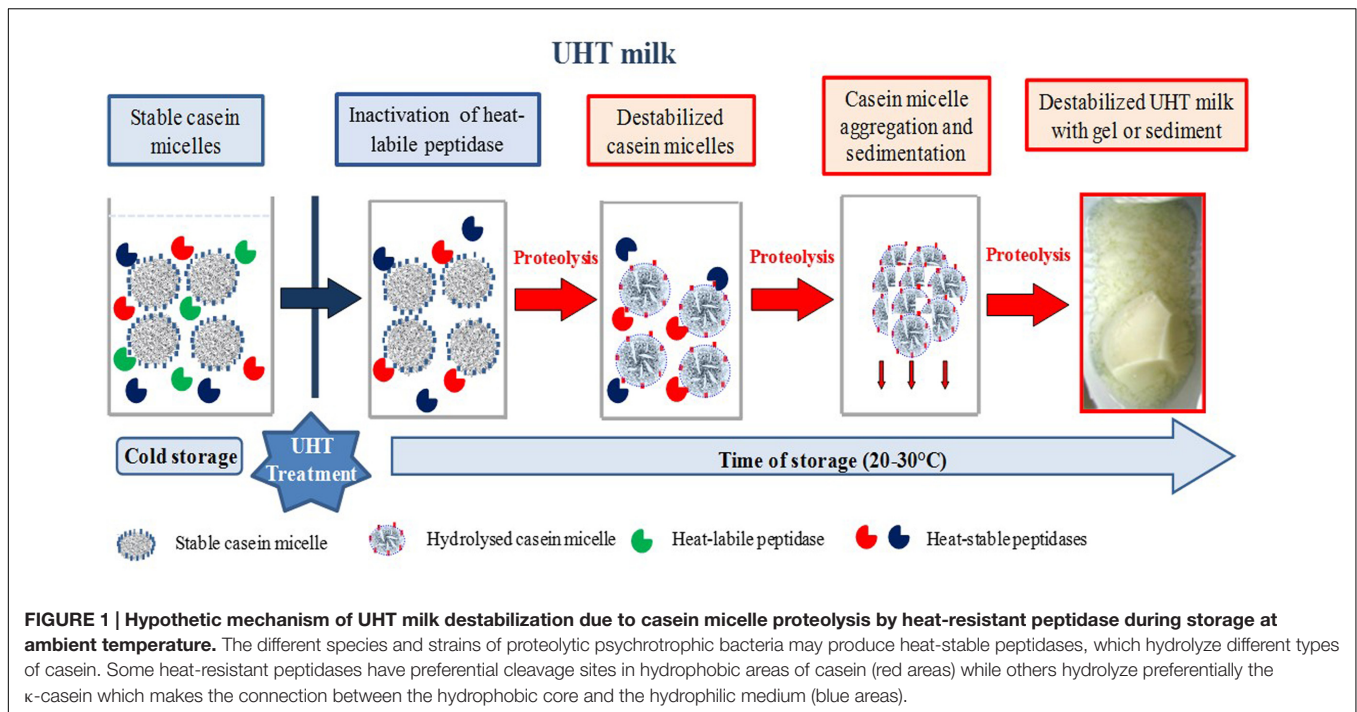 UHT milk
Stable casein
micelles
Inactivation of heat-
labile peptidase
Destabilized
casein micelles
Casein micelle
aggregation and
sedimentation
Destabilized UHT milk
with gel or sediment
Proteolysis
Proteolysis
Proteolysis
Cold storage
UHT
Treatment
Time of storage (20-30°C)
Stable casein micelle
Hydrolysed casein micelle
Heat-labile peptidase
Heat-stable peptidases
FIGURE 1 | Hypothetic mechanism of UHT milk destabilization due to casein micelle proteolysis by heat-resistant peptidase during storage at
ambient temperature. The different species and strains of proteolytic psychrotrophic bacteria may produce heat-stable peptidases, which hydrolyze different types
of casein. Some heat-resistant peptidases have preferential cleavage sites in hydrophobic areas of casein (red areas) while others hydrolyze preferentially the
κ-casein which makes the connection between the hydrophobic core and the hydrophilic medium (blue areas).